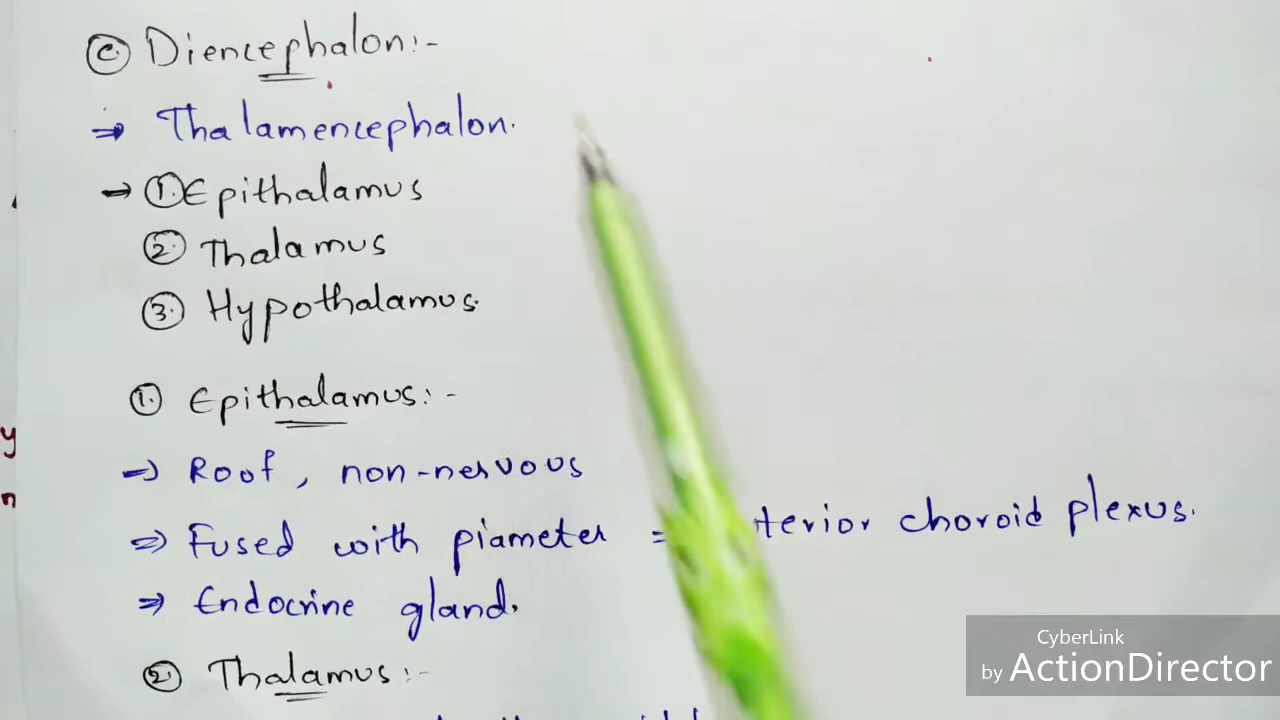 C Diencephalon:-
⇒ Thalamencephalon.
→ 1. Epithalamus
2. Thalamus
3. Hypothalamus.
1. Epithalamus:-
→ Roof, non-nervous
⇒ Fused with piameter = terior choroid plexus.
⇒ Endocrine gland.
2. Thalamus:-
y
n
CyberLink
by ActionDirector